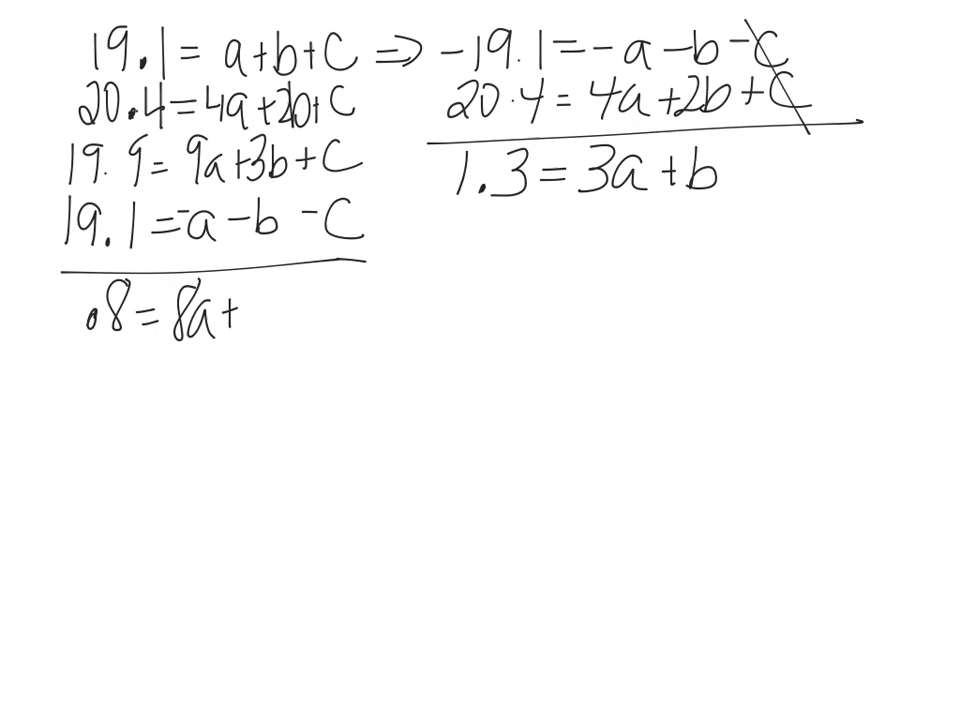 19.1 = a+b+C ⇒ -19.1 = -a-b-C
20.4=4a+2b+C
20.4 = 4a+2b+C
19.9=9a+3b+C
1.3=3a+b
19.1=-a-b-C
.8=8a+